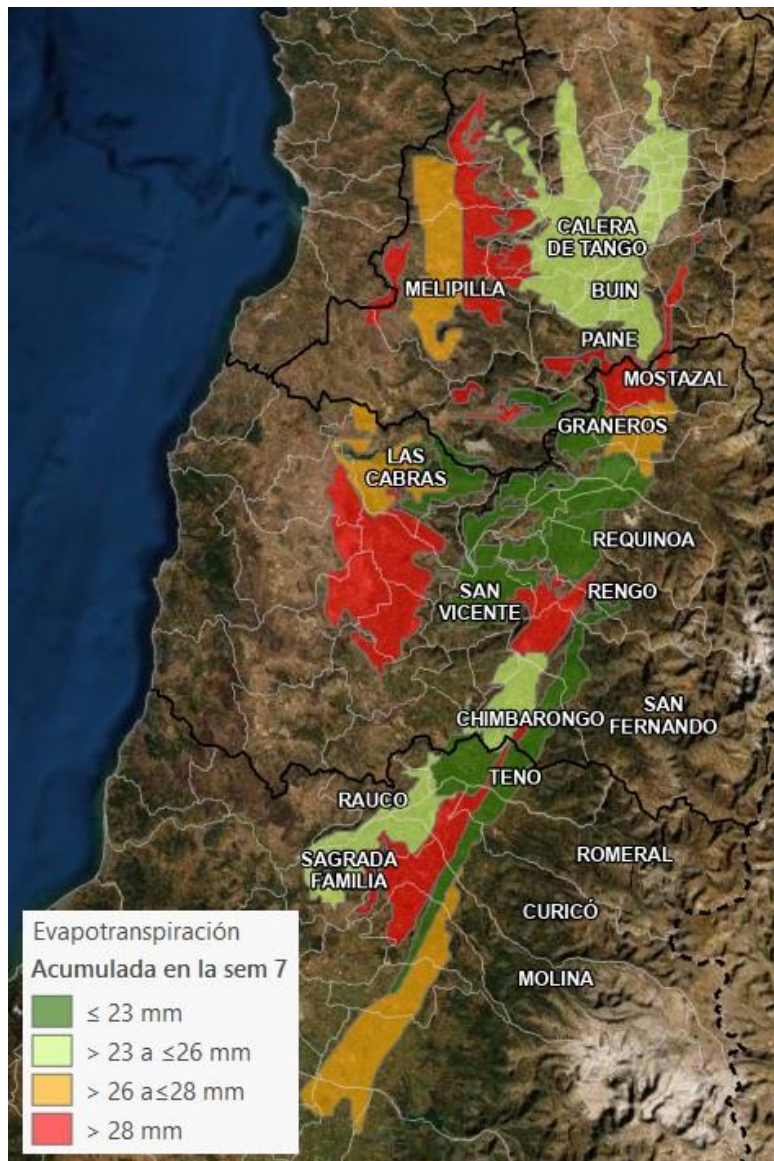 CALERA
DE TANGO
MELIPILLA
BUIN
PAINE
MOSTAZAL
GRANEROS
LAS
CABRAS
REQUINOA
SAN
VICENTE
RENGO
CHIMBARONGO
SAN
FERNANDO
TENO
RAUCO
SAGRADA
FAMILIA
ROMERAL
CURICÓ
MOLINA
Evapotranspiración
Acumulada en la sem 7
≤ 23 mm
> 23 a ≤26 mm
> 26 a≤28 mm
> 28 mm